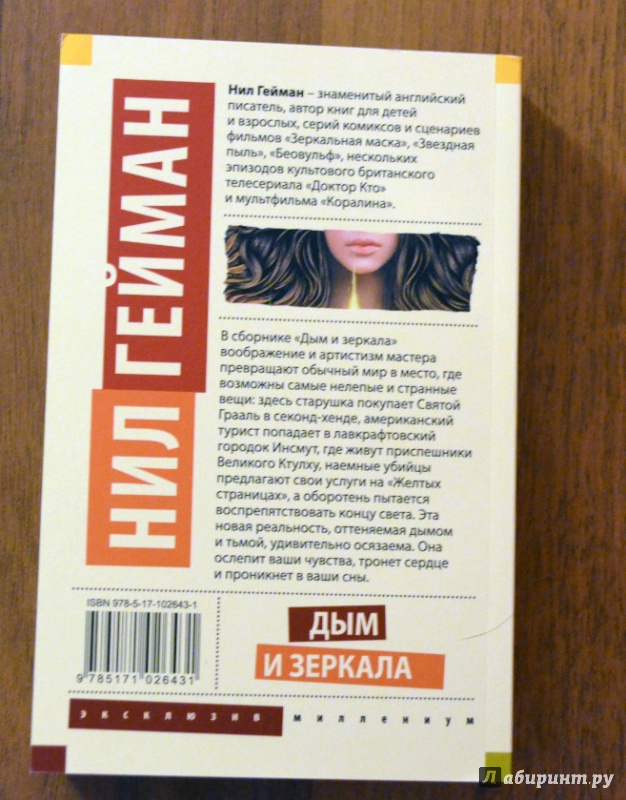 НИЛ ГЕЙМАН
Нил Гейман – знаменитый английский
писатель, автор книг для детей
и взрослых, серий комиксов и сценариев
фильмов «Зеркальная маска», «Звездная
пыль», «Беовульф», нескольких
эпизодов культового британского
телесериала «Доктор Кто»
и мультфильма «Коралина».
В сборнике «Дым и зеркала»
воображение и артистизм мастера
превращают обычный мир в место, где
возможны самые нелепые и странные
вещи: здесь старушка покупает Святой
Грааль в секонд-хенде, американский
турист попадает в лавкрафтовский
городок Инсмут, где живут приспешники
Великого Ктулху, наемные убийцы
предлагают свои услуги на «Желтых
страницах», а оборотень пытается
воспрепятствовать концу света. Эта
новая реальность, оттеняемая дымом
и тьмой, удивительно осязаема. Она
ослепит ваши чувства, тронет сердце
и проникнет в ваши сны.
ISBN 978-5-17-102643-1
9 785171 026431
ДЫМ
И ЗЕРКАЛА
эксклюзив миллениум
Лабиринт.ру